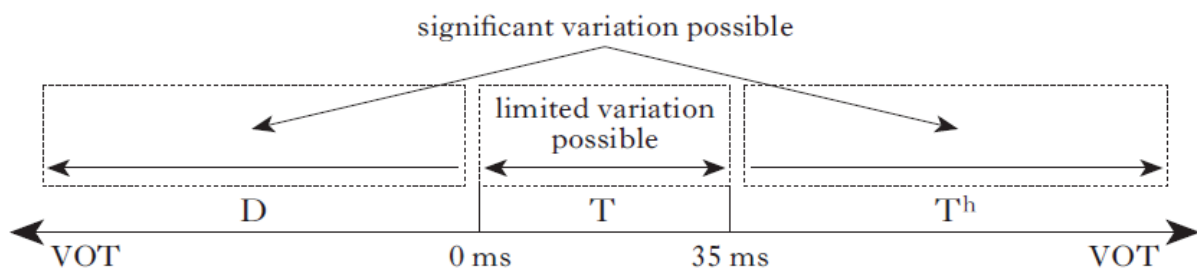 significant variation possible
limited variation
possible
D T Tʰ
VOT 0 ms 35 ms VOT